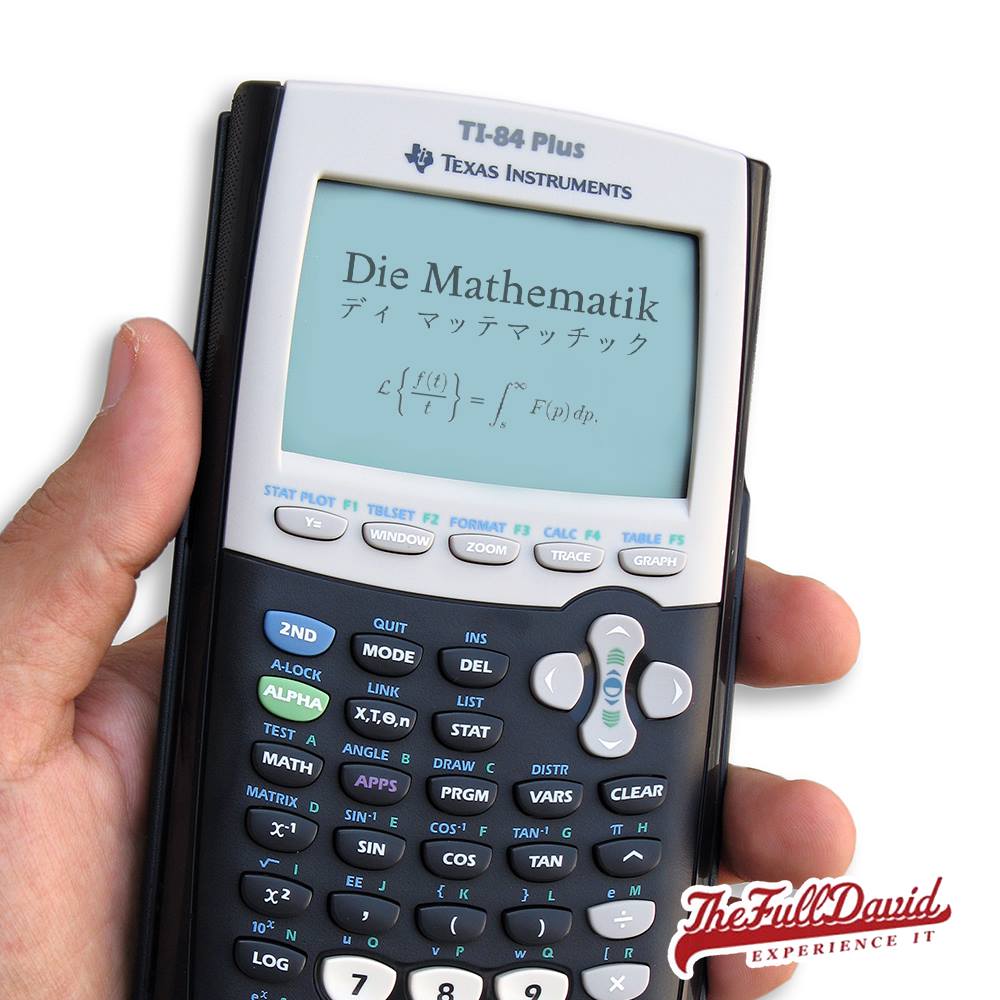 TI-84 Plus
TEXAS INSTRUMENTS
Die Mathematik
ディ マッテマッチック
ℒ{f(t)/t} = ∫_s^∞ F(p) dp.
STAT PLOT F1 TBLSET F2 FORMAT F3 CALC F4 TABLE F5
Y= WINDOW ZOOM TRACE GRAPH
QUIT INS
2ND MODE DEL
A-LOCK LINK LIST
ALPHA X,T,Θ,n STAT
TEST A ANGLE B DRAW C DISTR
MATH APPS PRGM VARS CLEAR
MATRIX D SIN⁻¹ E COS⁻¹ F TAN⁻¹ G π H
x⁻¹ SIN COS TAN ^
√ I EE J { K } L e M
x² , ( ) ÷
10ˣ N u O v P w Q [ R
LOG 7 8 9 ×
eˣ
TheFullDavid
EXPERIENCE IT